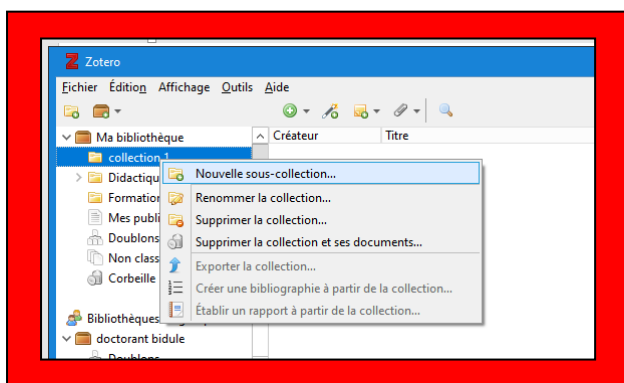 Zotero
Fichier Édition Affichage Outils Aide
Créateur Titre
Ma bibliothèque
collection 1
Nouvelle sous-collection...
Renommer la collection...
Supprimer la collection...
Supprimer la collection et ses documents...
Exporter la collection...
Créer une bibliographie à partir de la collection...
Établir un rapport à partir de la collection...
Didactiqu
Formation
Mes publi
Doublons
Non class
Corbeille
Bibliothèques
doctorant bidule